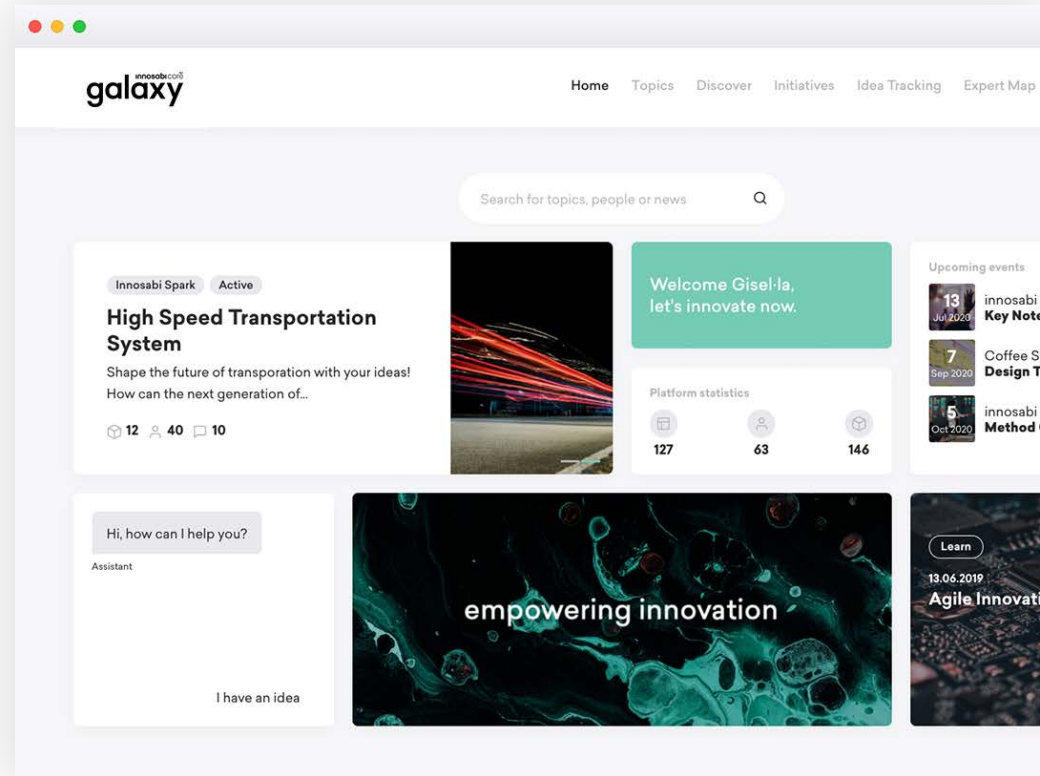 innosabi core
galaxy
Home Topics Discover Initiatives Idea Tracking Expert Map
Search for topics, people or news
Innosabi Spark Active
High Speed Transportation
System
Shape the future of transporation with your ideas!
How can the next generation of...
12 40 10
Welcome Gisel·la,
let's innovate now.
Platform statistics
127 63 146
Upcoming events
13
Jul 2020
innosabi
Key Note
7
Sep 2020
Coffee S
Design T
5
Oct 2020
innosabi
Method
Hi, how can I help you?
Assistant
I have an idea
empowering innovation
Learn
13.06.2019
Agile Innovati